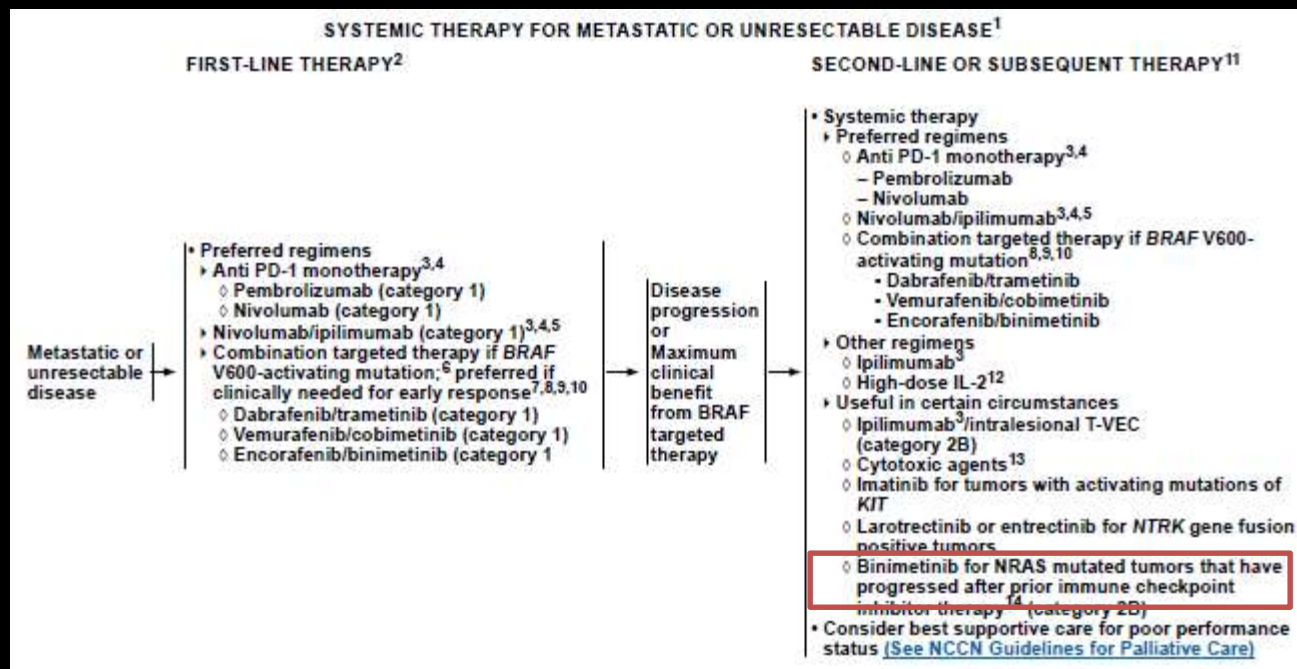 SYSTEMIC THERAPY FOR METASTATIC OR UNRESECTABLE DISEASE1
FIRST-LINE THERAPY2
Metastatic or
unresectable
disease
• Preferred regimens
‣ Anti PD-1 monotherapy3,4
◊ Pembrolizumab (category 1)
◊ Nivolumab (category 1)
‣ Nivolumab/ipilimumab (category 1)3,4,5
‣ Combination targeted therapy if BRAF
V600-activating mutation;6 preferred if
clinically needed for early response7,8,9,10
◊ Dabrafenib/trametinib (category 1)
◊ Vemurafenib/cobimetinib (category 1)
◊ Encorafenib/binimetinib (category 1
Disease
progression
or
Maximum
clinical
benefit
from BRAF
targeted
therapy
SECOND-LINE OR SUBSEQUENT THERAPY11
• Systemic therapy
‣ Preferred regimens
◊ Anti PD-1 monotherapy3,4
– Pembrolizumab
– Nivolumab
◊ Nivolumab/ipilimumab3,4,5
◊ Combination targeted therapy if BRAF V600-
activating mutation8,9,10
▪ Dabrafenib/trametinib
▪ Vemurafenib/cobimetinib
▪ Encorafenib/binimetinib
‣ Other regimens
◊ Ipilimumab3
◊ High-dose IL-212
‣ Useful in certain circumstances
◊ Ipilimumab3/intralesional T-VEC
(category 2B)
◊ Cytotoxic agents13
◊ Imatinib for tumors with activating mutations of
KIT
◊ Larotrectinib or entrectinib for NTRK gene fusion
positive tumors
◊ Binimetinib for NRAS mutated tumors that have
progressed after prior immune checkpoint
inhibitor therapy14 (category 2B)
• Consider best supportive care for poor performance
status (See NCCN Guidelines for Palliative Care)